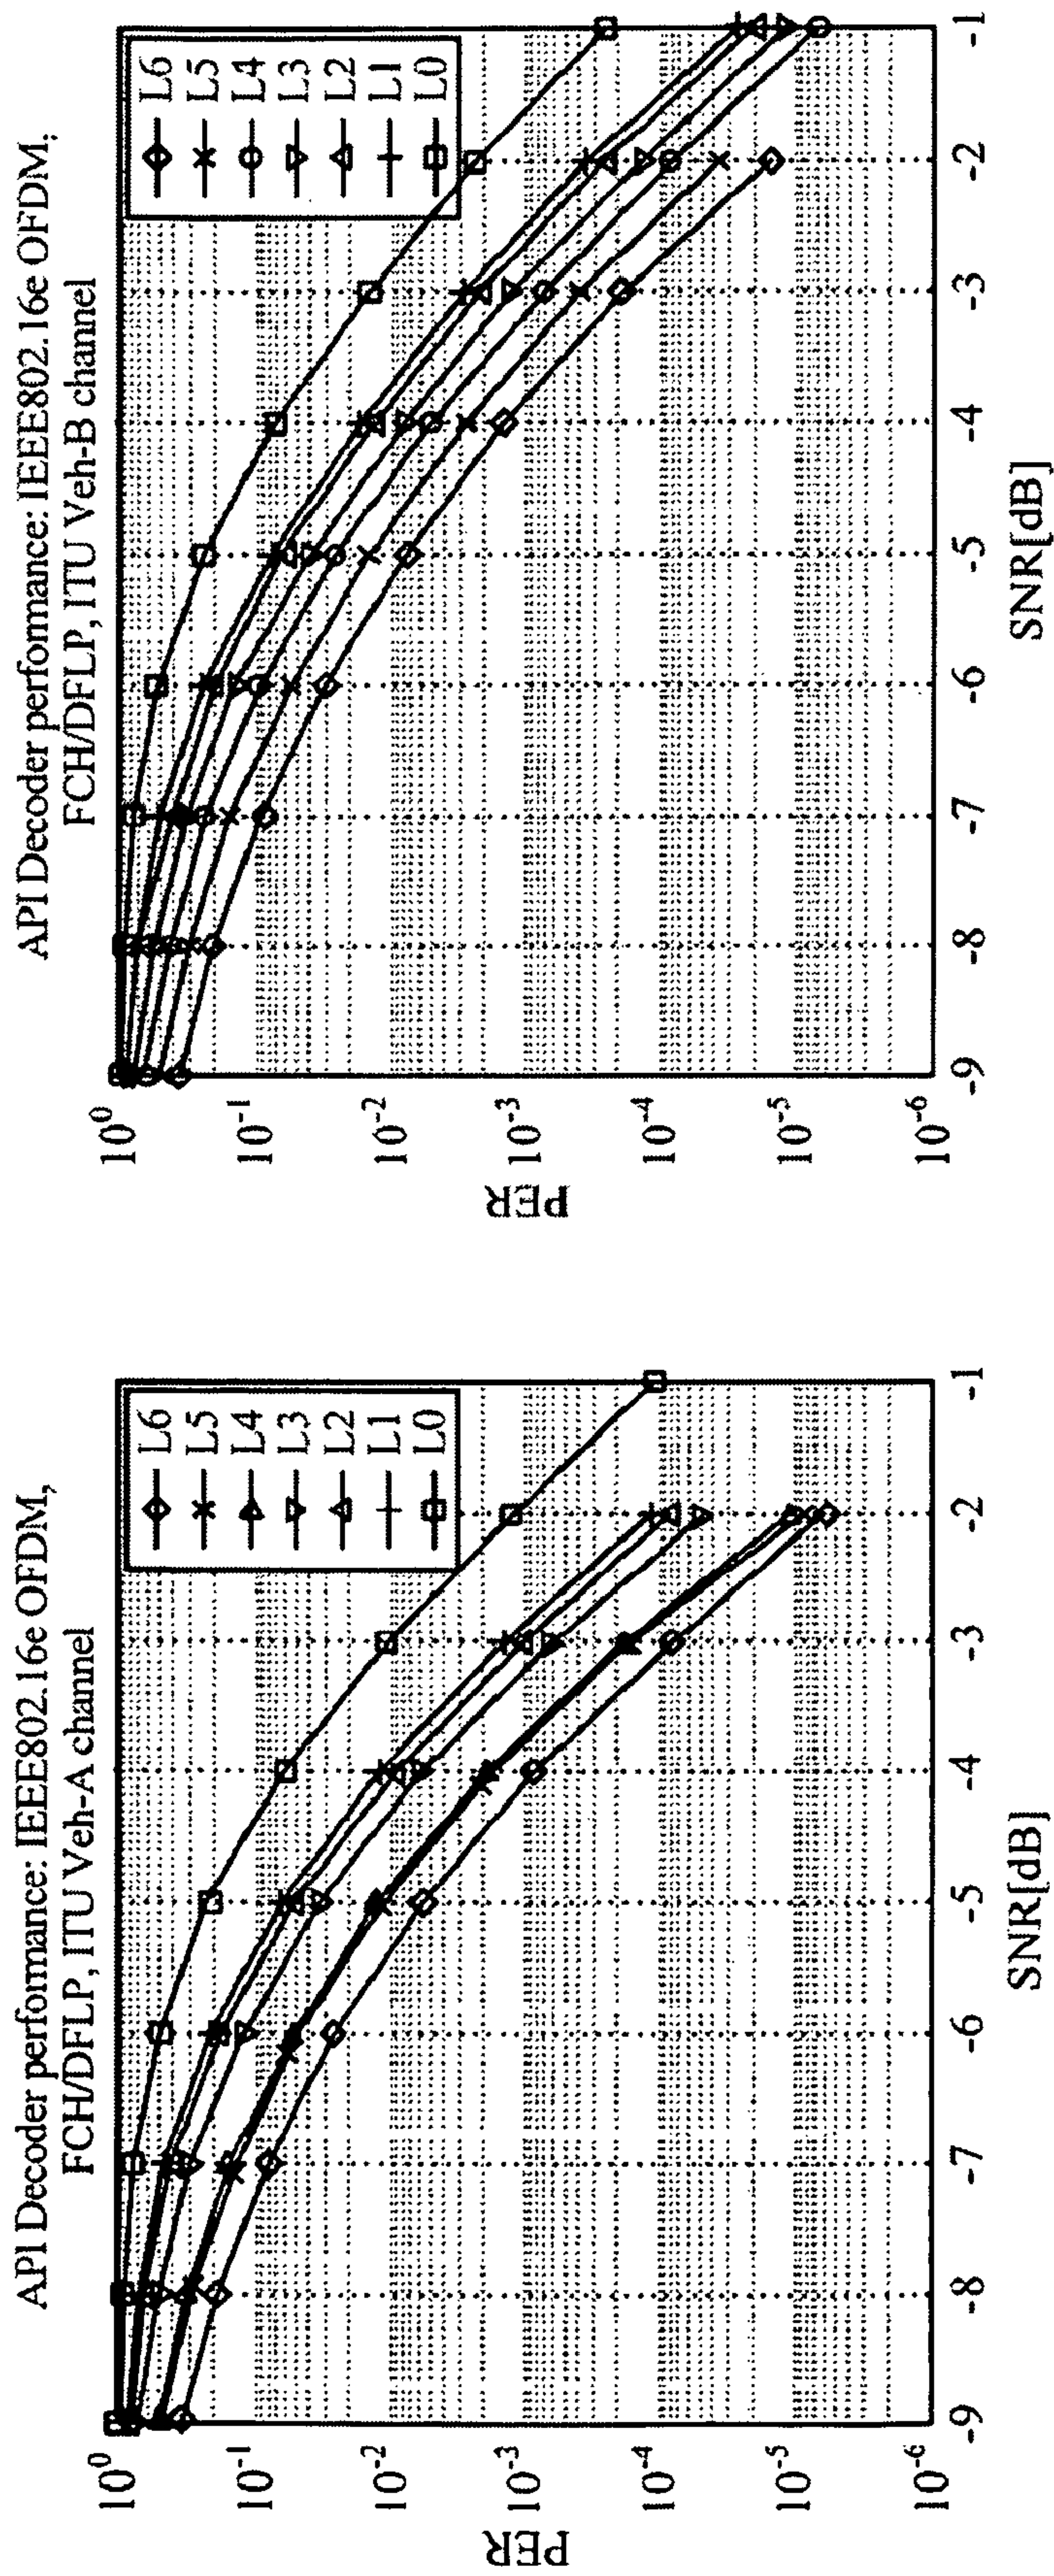 API Decoder performance: IEEE802.16e OFDM,
FCH/DFLP, ITU Veh-A channel
PER
10^0
10^-1
10^-2
10^-3
10^-4
10^-5
10^-6
L6
L5
L4
L3
L2
L1
L0
-9 -8 -7 -6 -5 -4 -3 -2 -1
SNR[dB]
API Decoder performance: IEEE802.16e OFDM,
FCH/DFLP, ITU Veh-B channel
PER
10^0
10^-1
10^-2
10^-3
10^-4
10^-5
10^-6
L6
L5
L4
L3
L2
L1
L0
-9 -8 -7 -6 -5 -4 -3 -2 -1
SNR[dB]